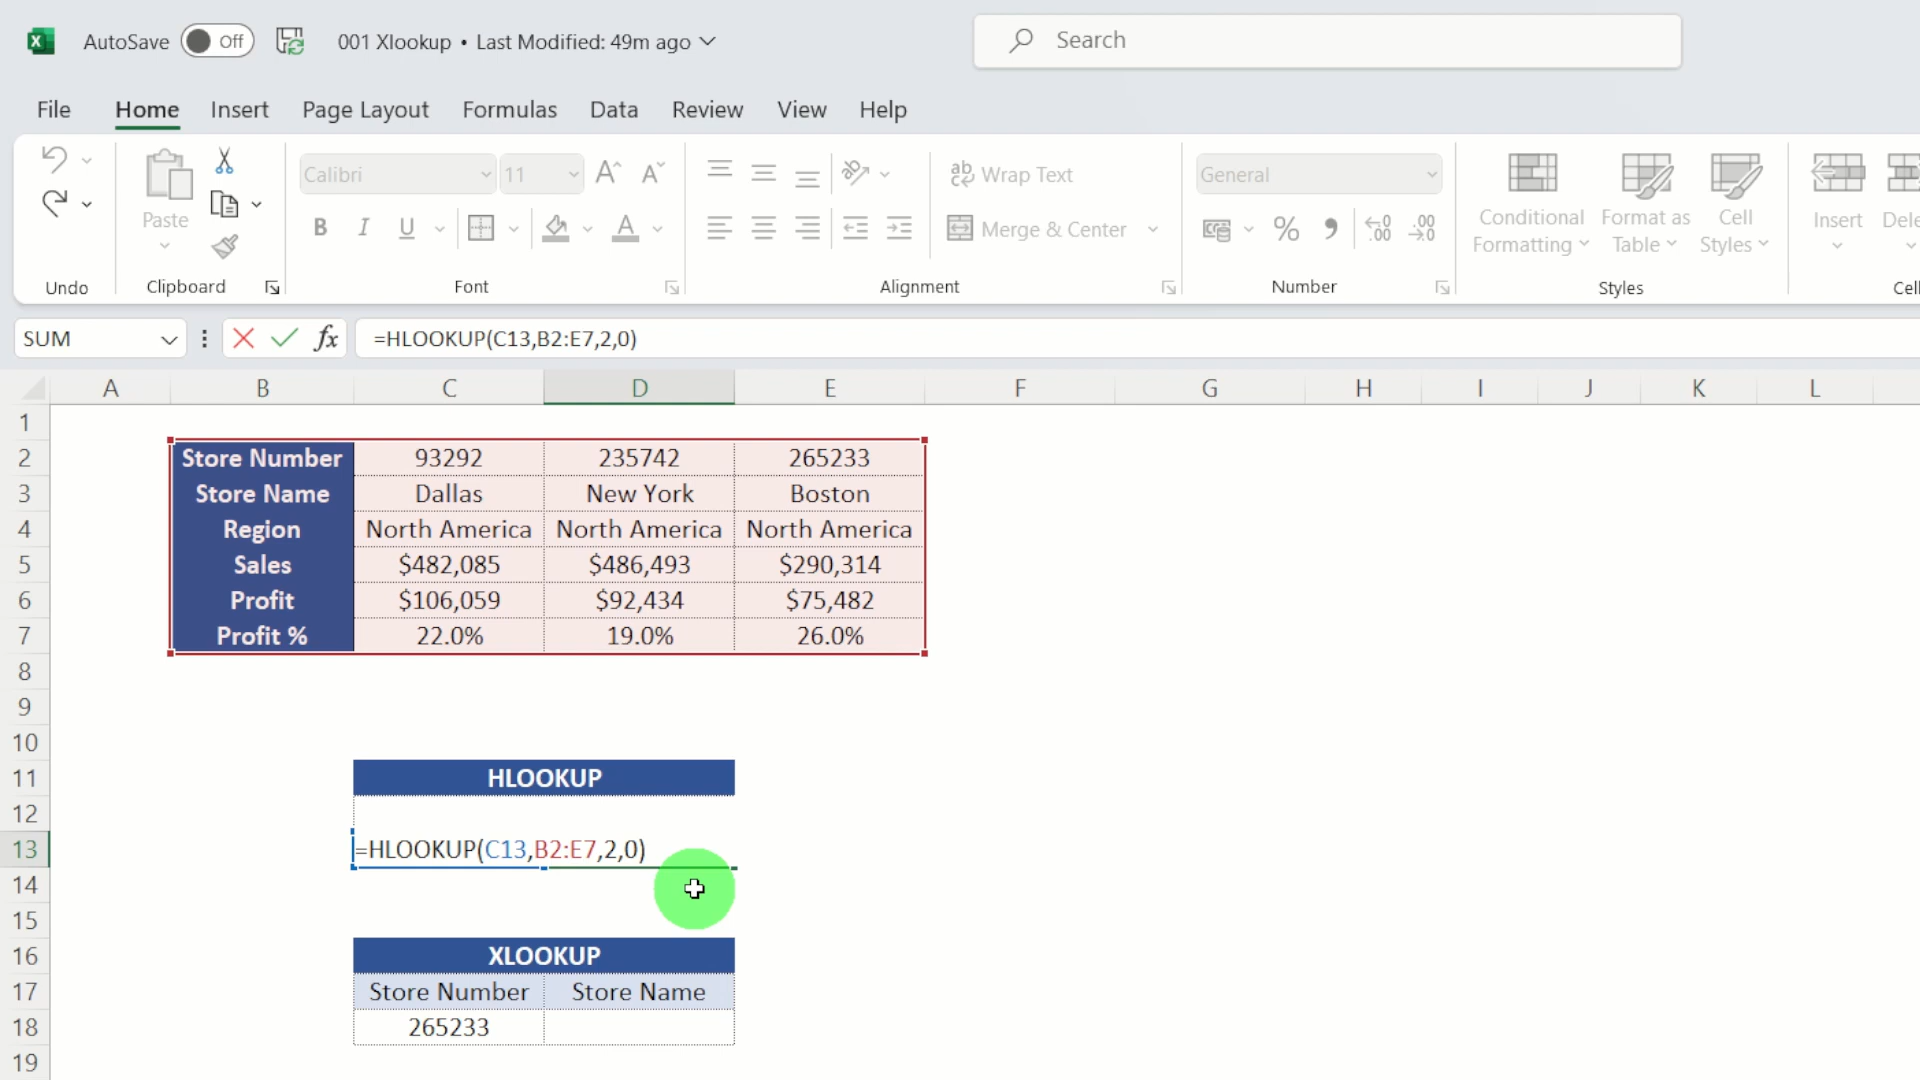 AutoSave Off 001 Xlookup • Last Modified: 49m ago Search
File Home Insert Page Layout Formulas Data Review View Help
Paste
Calibri 11
B I U
Wrap Text
Merge & Center
General
% ,
Conditional Formatting
Format as Table
Cell Styles
Insert Dele
Undo Clipboard Font Alignment Number Styles Cell
SUM fx =HLOOKUP(C13,B2:E7,2,0)
A B C D E F G H I J K L
1
2 Store Number 93292 235742 265233
3 Store Name Dallas New York Boston
4 Region North America North America North America
5 Sales $482,085 $486,493 $290,314
6 Profit $106,059 $92,434 $75,482
7 Profit % 22.0% 19.0% 26.0%
8
9
10
11 HLOOKUP
12
13 =HLOOKUP(C13,B2:E7,2,0)
14
15
16 XLOOKUP
17 Store Number Store Name
18 265233
19